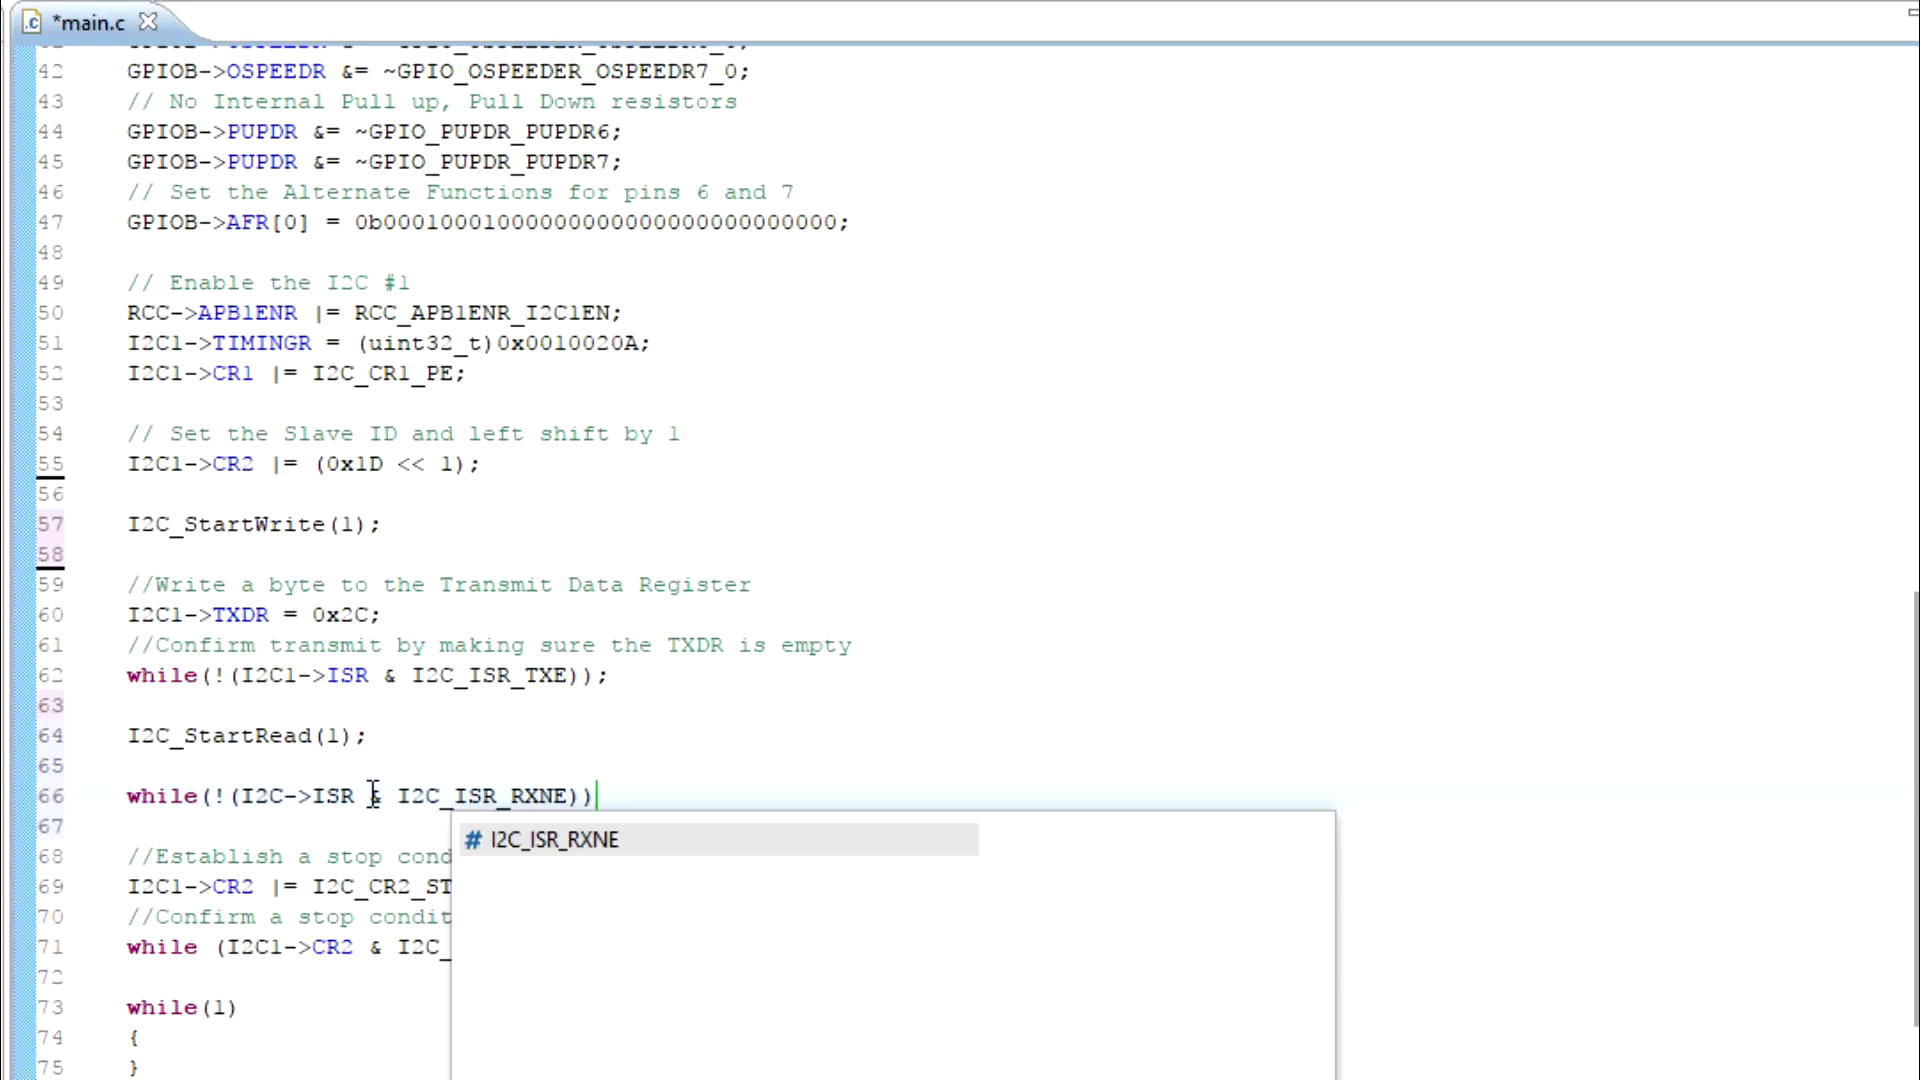 *main.c
42 GPIOB->OSPEEDR &= ~GPIO_OSPEEDER_OSPEEDR7_0;
43 // No Internal Pull up, Pull Down resistors
44 GPIOB->PUPDR &= ~GPIO_PUPDR_PUPDR6;
45 GPIOB->PUPDR &= ~GPIO_PUPDR_PUPDR7;
46 // Set the Alternate Functions for pins 6 and 7
47 GPIOB->AFR[0] = 0b00010001000000000000000000000000;
48
49 // Enable the I2C #1
50 RCC->APB1ENR |= RCC_APB1ENR_I2C1EN;
51 I2C1->TIMINGR = (uint32_t)0x0010020A;
52 I2C1->CR1 |= I2C_CR1_PE;
53
54 // Set the Slave ID and left shift by 1
55 I2C1->CR2 |= (0x1D << 1);
56
57 I2C_StartWrite(1);
58
59 //Write a byte to the Transmit Data Register
60 I2C1->TXDR = 0x2C;
61 //Confirm transmit by making sure the TXDR is empty
62 while(!(I2C1->ISR & I2C_ISR_TXE));
63
64 I2C_StartRead(1);
65
66 while(!(I2C->ISR & I2C_ISR_RXNE))
67
# I2C_ISR_RXNE
68 //Establish a stop cond
69 I2C1->CR2 |= I2C_CR2_ST
70 //Confirm a stop condit
71 while (I2C1->CR2 & I2C_
72
73 while(1)
74 {
75 }